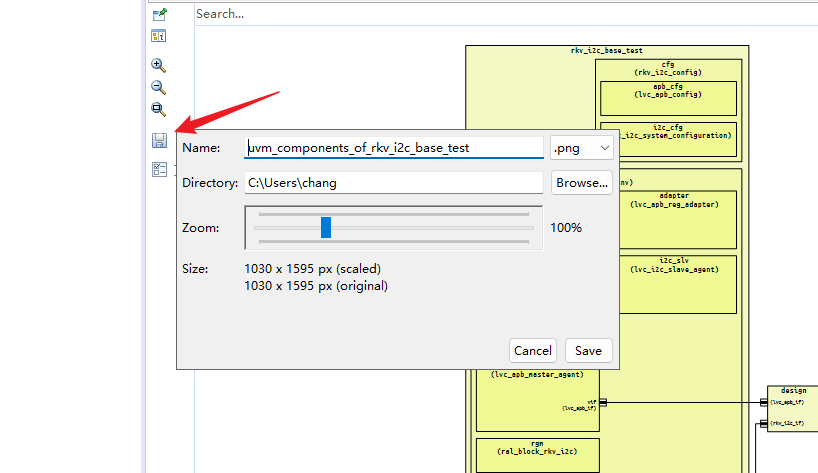 Search...
rkv_i2c_base_test
cfg
(rkv_i2c_config)
apb_cfg
(lvc_apb_config)
i2c_cfg
_i2c_system_configuration)
Name:
uvm_components_of_rkv_i2c_base_test
.png
Directory:
C:\Users\chang
Browse...
nv)
adapter
(lvc_apb_reg_adapter)
Zoom:
100%
i2c_slv
(lvc_i2c_slave_agent)
Size:
1030 x 1595 px (scaled)
1030 x 1595 px (original)
Cancel
Save
(lvc_apb_master_agent)
vif
(lvc_apb_if)
design
(lvc_apb_if)
(rkv_i2c_if)
rgm
(ral_block_rkv_i2c)